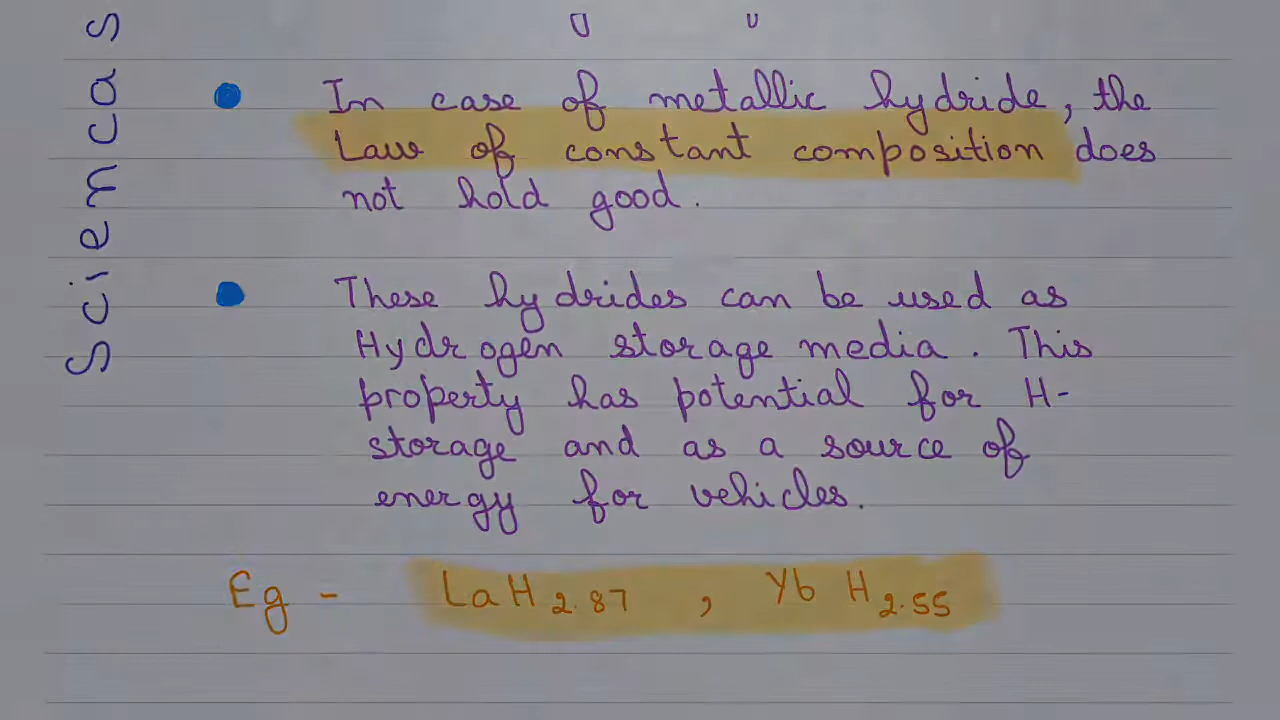 In case of metallic hydride, the
Law of constant composition does
not hold good.
These hydrides can be used as
Hydrogen storage media. This
property has potential for H-
storage and as a source of
energy for vehicles.
Eg - LaH2.87 , YbH2.55
Sciemcas